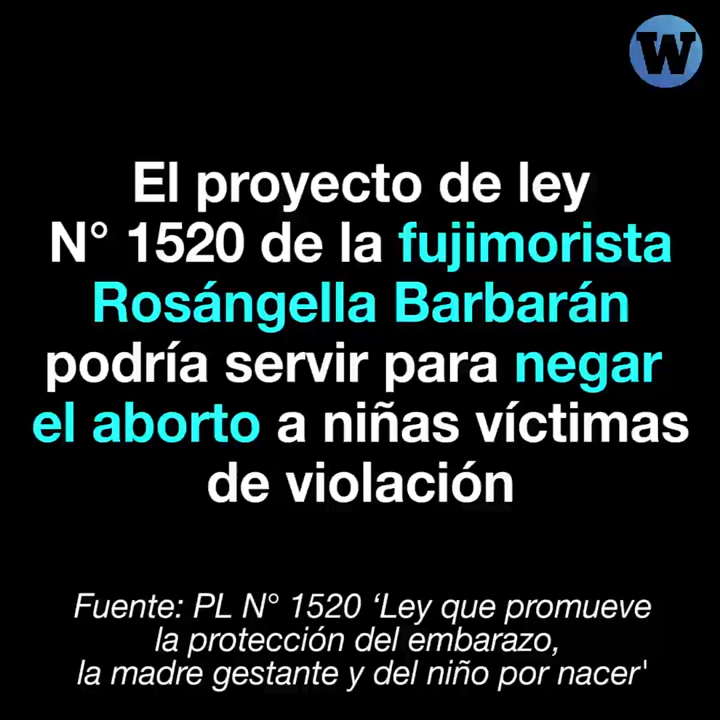 W
El proyecto de ley
N° 1520 de la fujimorista
Rosángella Barbarán
podría servir para negar
el aborto a niñas víctimas
de violación
Fuente: PL N° 1520 ‘Ley que promueve
la protección del embarazo,
la madre gestante y del niño por nacer'